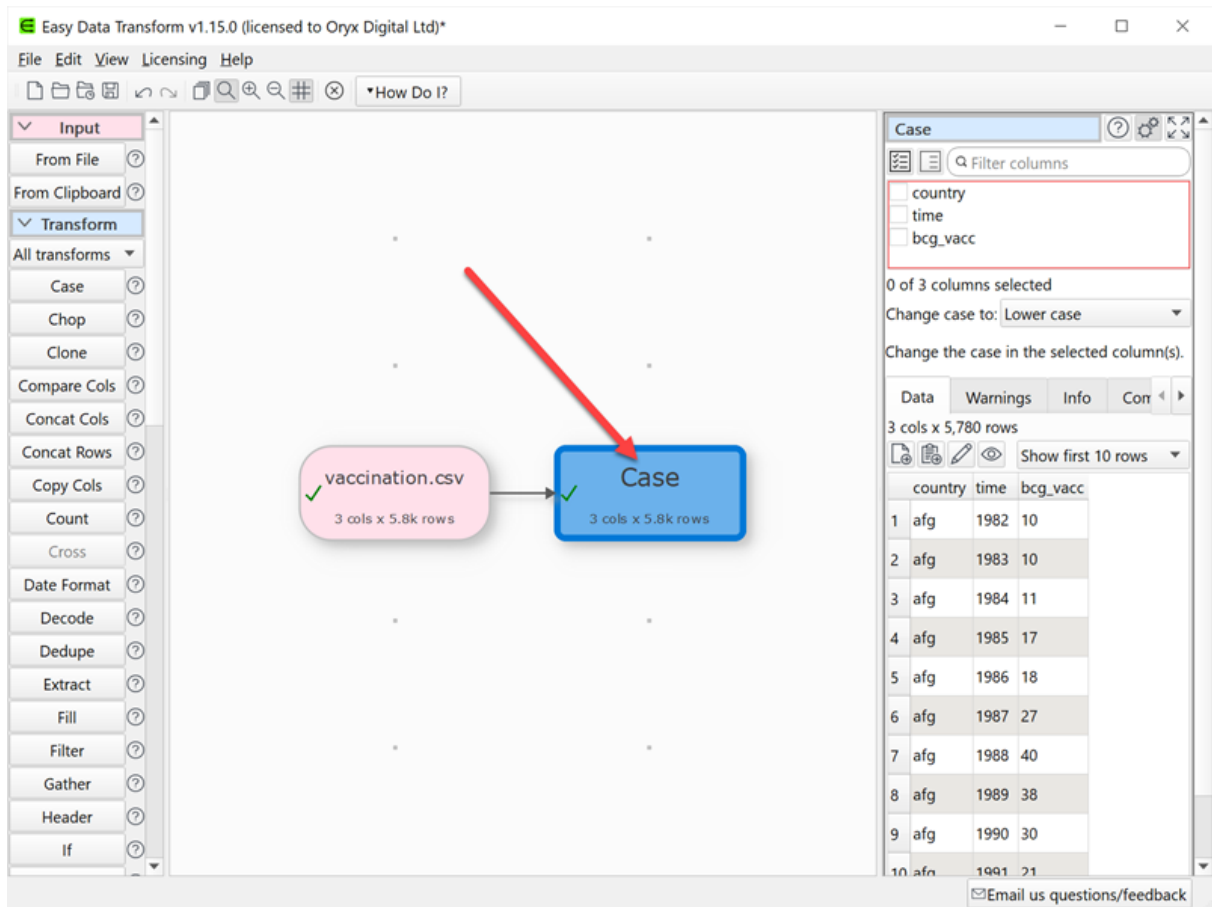 Easy Data Transform v1.15.0 (licensed to Oryx Digital Ltd)*
File Edit View Licensing Help
How Do I?
Input
From File
From Clipboard
Transform
All transforms
Case
Chop
Clone
Compare Cols
Concat Cols
Concat Rows
Copy Cols
Count
Cross
Date Format
Decode
Dedupe
Extract
Fill
Filter
Gather
Header
If
vaccination.csv
3 cols x 5.8k rows
Case
3 cols x 5.8k rows
Case
Filter columns
country
time
bcg_vacc
0 of 3 columns selected
Change case to: Lower case
Change the case in the selected column(s).
Data Warnings Info Com
3 cols x 5,780 rows
Show first 10 rows
country time bcg_vacc
1 afg 1982 10
2 afg 1983 10
3 afg 1984 11
4 afg 1985 17
5 afg 1986 18
6 afg 1987 27
7 afg 1988 40
8 afg 1989 38
9 afg 1990 30
10 afg 1991 21
Email us questions/feedback